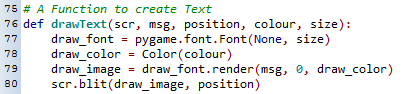 75 # A Function to create Text
76 def drawText(scr, msg, position, colour, size):
77     draw_font = pygame.font.Font(None, size)
78     draw_color = Color(colour)
79     draw_image = draw_font.render(msg, 0, draw_color)
80     scr.blit(draw_image, position)